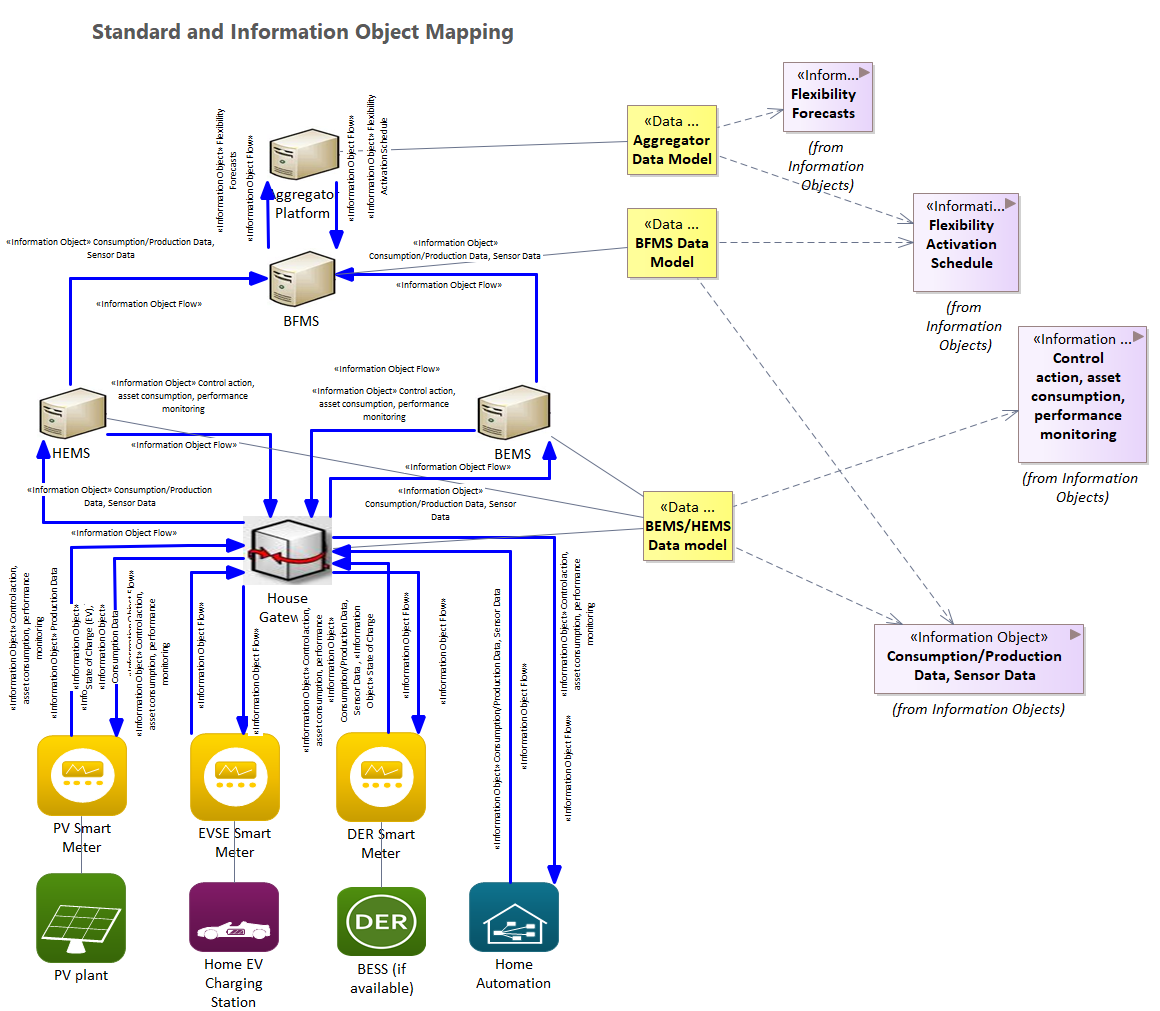 Standard and Information Object Mapping
«Inform...
Flexibility
Forecasts
(from
Information
Objects)
«Data ...
Aggregator
Data Model
«Information Object» Flexibility
Forecasts
«Information Object Flow»
«Information Object Flow»
«Information Object» Flexibility
Activation Schedule
Aggregator
Platform
«Informati...
Flexibility
Activation
Schedule
(from
Information
Objects)
«Data ...
BFMS Data
Model
«Information Object» Consumption/Production Data,
Sensor Data
«Information Object»
Consumption/Production Data, Sensor Data
«Information Object Flow»
«Information Object Flow»
BFMS
«Information ...
Control
action, asset
consumption,
performance
monitoring
(from Information
Objects)
«Information Object» Control action,
asset consumption, performance
monitoring
«Information Object Flow»
«Information Object» Control action,
asset consumption, performance
monitoring
HEMS
«Information Object Flow»
BEMS
«Information Object Flow»
«Information Object» Consumption/Production
Data, Sensor Data
«Information Object»
Consumption/Production Data, Sensor
Data
«Information Object Flow»
«Data ...
BEMS/HEMS
Data model
House
Gatew
«Information Object»
Consumption/Production
Data, Sensor Data
(from Information Objects)
«Information Object» Control action,
asset consumption, performance
monitoring
«Information Object» Production Data
«Information Object»
State of Charge (EV),
«Information Object»
Consumption Data
«Information Object» Control action,
asset consumption, performance
monitoring
«Information Object Flow»
«Information Object Flow»
«Information Object» Control action,
asset consumption, performance
monitoring
«Information Object»
Consumption/Production Data,
Sensor Data , «Information
Object» State of Charge
«Information Object Flow»
«Information Object Flow»
«Information Object» Consumption/Production Data, Sensor Data
«Information Object Flow»
«Information Object» Control action,
asset consumption, performance
monitoring
«Information Object Flow»
PV Smart
Meter
EVSE Smart
Meter
DER Smart
Meter
DER
PV plant
Home EV
Charging
Station
BESS (if
available)
Home
Automation